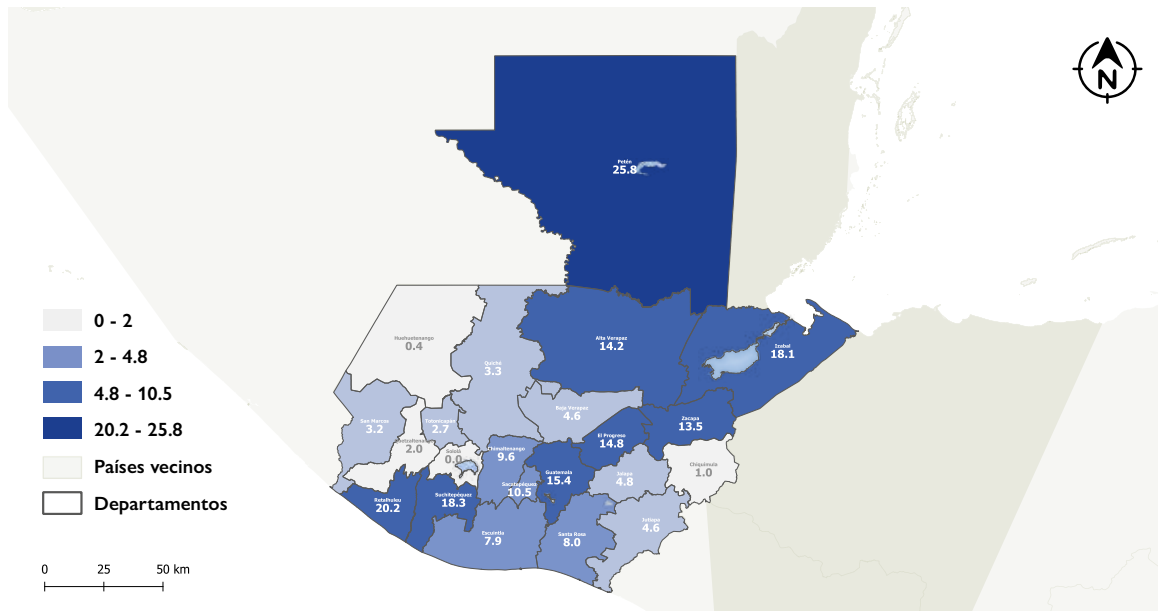 N
Petén
25.8
Huehuetenango
0.4
Quiché
3.3
Alta Verapaz
14.2
Izabal
18.1
0 - 2
2 - 4.8
4.8 - 10.5
20.2 - 25.8
Países vecinos
Departamentos
San Marcos
3.2
Totonicapán
2.7
Baja Verapaz
4.6
Zacapa
13.5
El Progreso
14.8
Quetzaltenango
2.0
Sololá
0.0
Chimaltenango
9.6
Guatemala
15.4
Jalapa
4.8
Chiquimula
1.0
Sacatepéquez
10.5
Retalhuleu
20.2
Suchitepéquez
18.3
Escuintla
7.9
Santa Rosa
8.0
Jutiapa
4.6
0 25 50 km